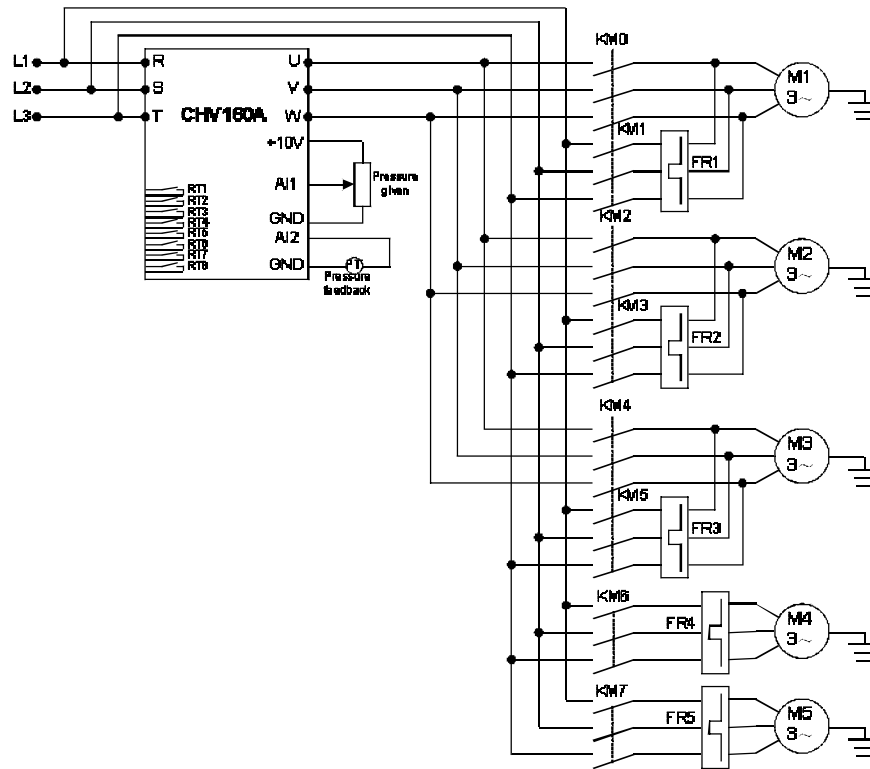 KM0
L1 R U
M1
3~
L2 S V
CHV160A
L3 T W
KM1
+10V
FR1
AI1
Pressure given
RT1
RT2
RT3
RT4
RT5
RT6
RT7
RT8
GND
KM2
AI2
GND
PT
Pressure feedback
M2
3~
KM3
FR2
KM4
M3
3~
KM5
FR3
KM6
FR4
M4
3~
KM7
FR5
M5
3~